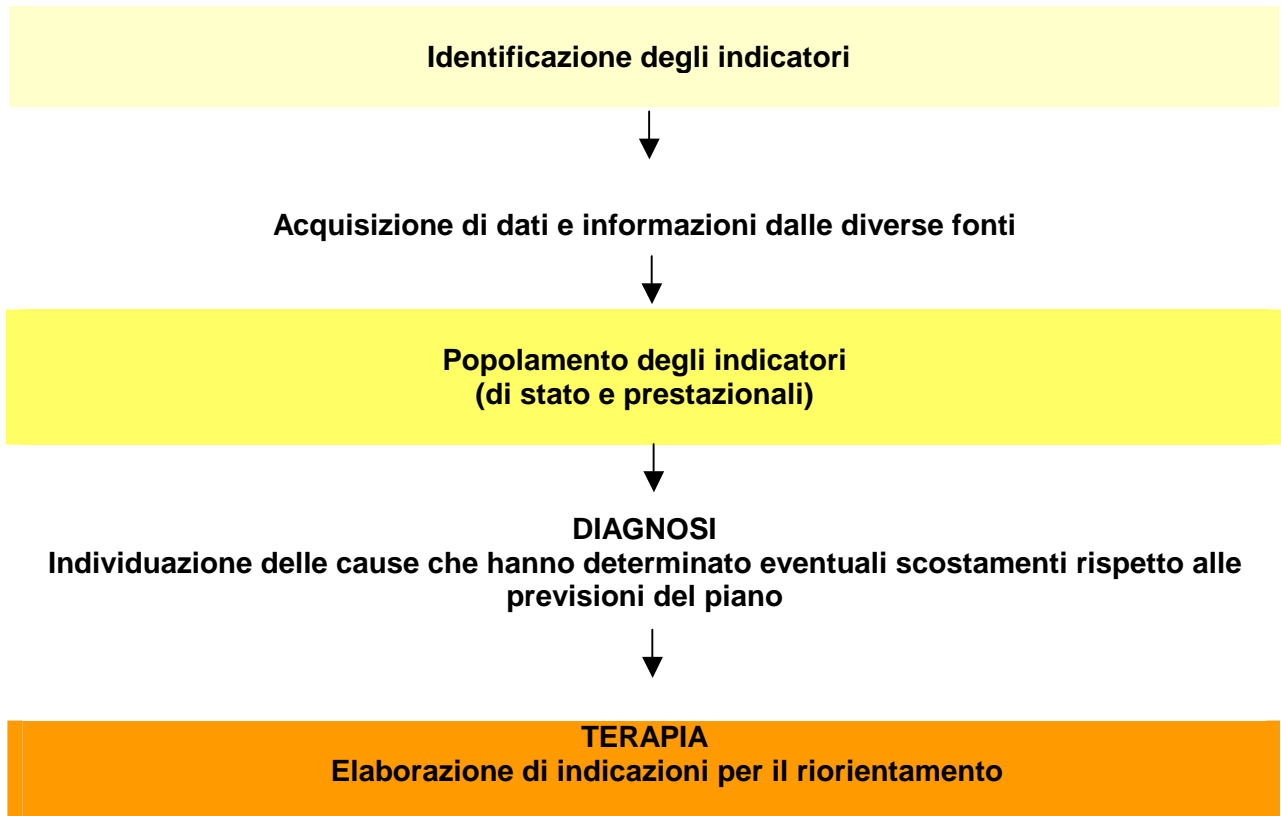 Identificazione degli indicatori
Acquisizione di dati e informazioni dalle diverse fonti
Popolamento degli indicatori
(di stato e prestazionali)
DIAGNOSI
Individuazione delle cause che hanno determinato eventuali scostamenti rispetto alle
previsioni del piano
TERAPIA
Elaborazione di indicazioni per il riorientamento